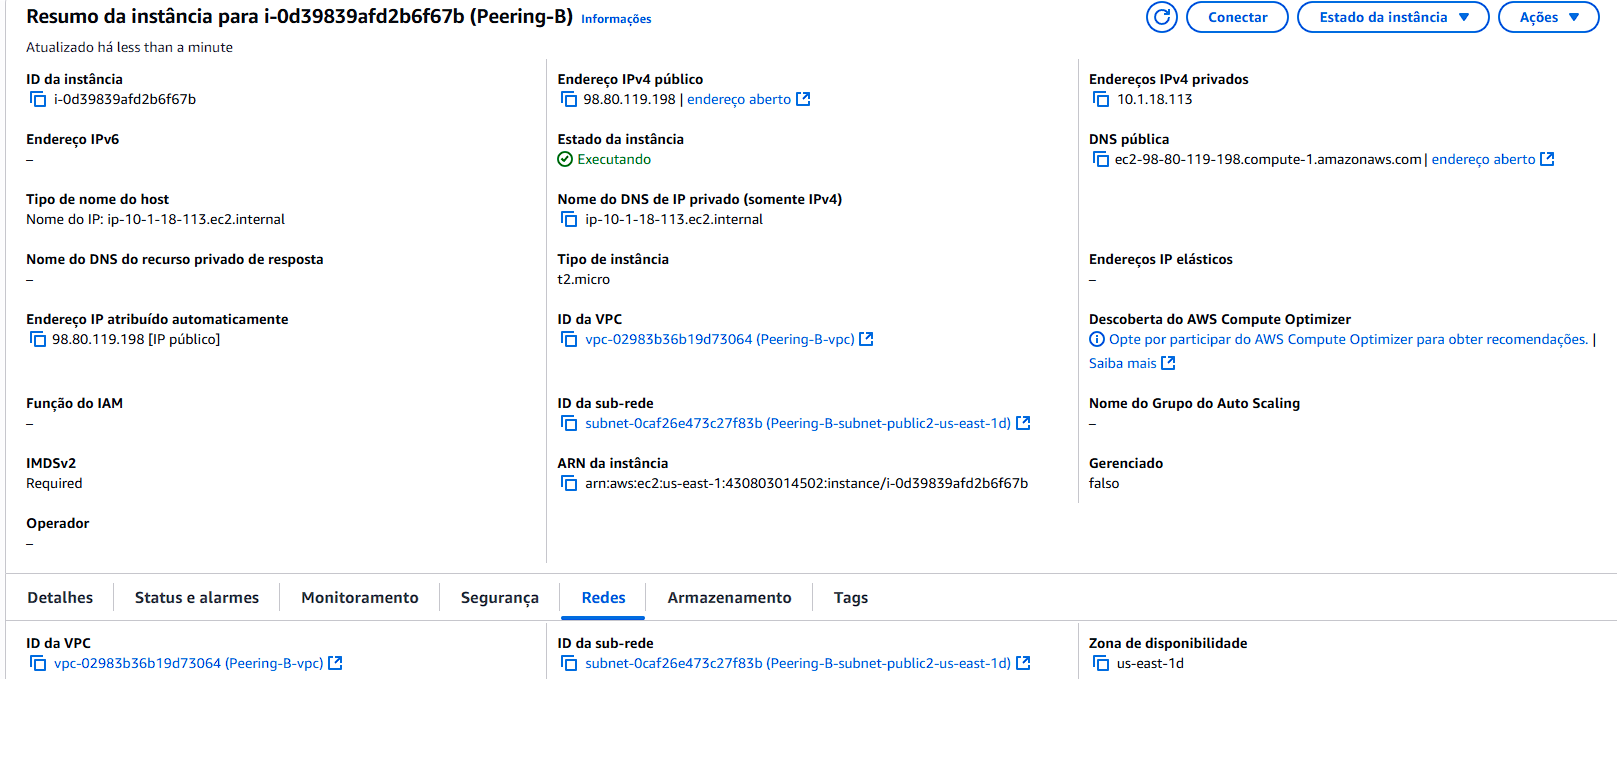 Resumo da instância para i-0d39839afd2b6f67b (Peering-B) Informações
Conectar
Estado da instância
Ações
Atualizado há less than a minute
ID da instância
i-0d39839afd2b6f67b
Endereço IPv4 público
98.80.119.198 | endereço aberto
Endereços IPv4 privados
10.1.18.113
Endereço IPv6
–
Estado da instância
Executando
DNS pública
ec2-98-80-119-198.compute-1.amazonaws.com | endereço aberto
Tipo de nome do host
Nome do IP: ip-10-1-18-113.ec2.internal
Nome do DNS de IP privado (somente IPv4)
ip-10-1-18-113.ec2.internal
Nome do DNS do recurso privado de resposta
–
Tipo de instância
t2.micro
Endereços IP elásticos
–
Endereço IP atribuído automaticamente
98.80.119.198 [IP público]
ID da VPC
vpc-02983b36b19d73064 (Peering-B-vpc)
Descoberta do AWS Compute Optimizer
Opte por participar do AWS Compute Optimizer para obter recomendações. |
Saiba mais
Função do IAM
–
ID da sub-rede
subnet-0caf26e473c27f83b (Peering-B-subnet-public2-us-east-1d)
Nome do Grupo do Auto Scaling
–
IMDSv2
Required
ARN da instância
arn:aws:ec2:us-east-1:430803014502:instance/i-0d39839afd2b6f67b
Gerenciado
falso
Operador
–
Detalhes
Status e alarmes
Monitoramento
Segurança
Redes
Armazenamento
Tags
ID da VPC
vpc-02983b36b19d73064 (Peering-B-vpc)
ID da sub-rede
subnet-0caf26e473c27f83b (Peering-B-subnet-public2-us-east-1d)
Zona de disponibilidade
us-east-1d